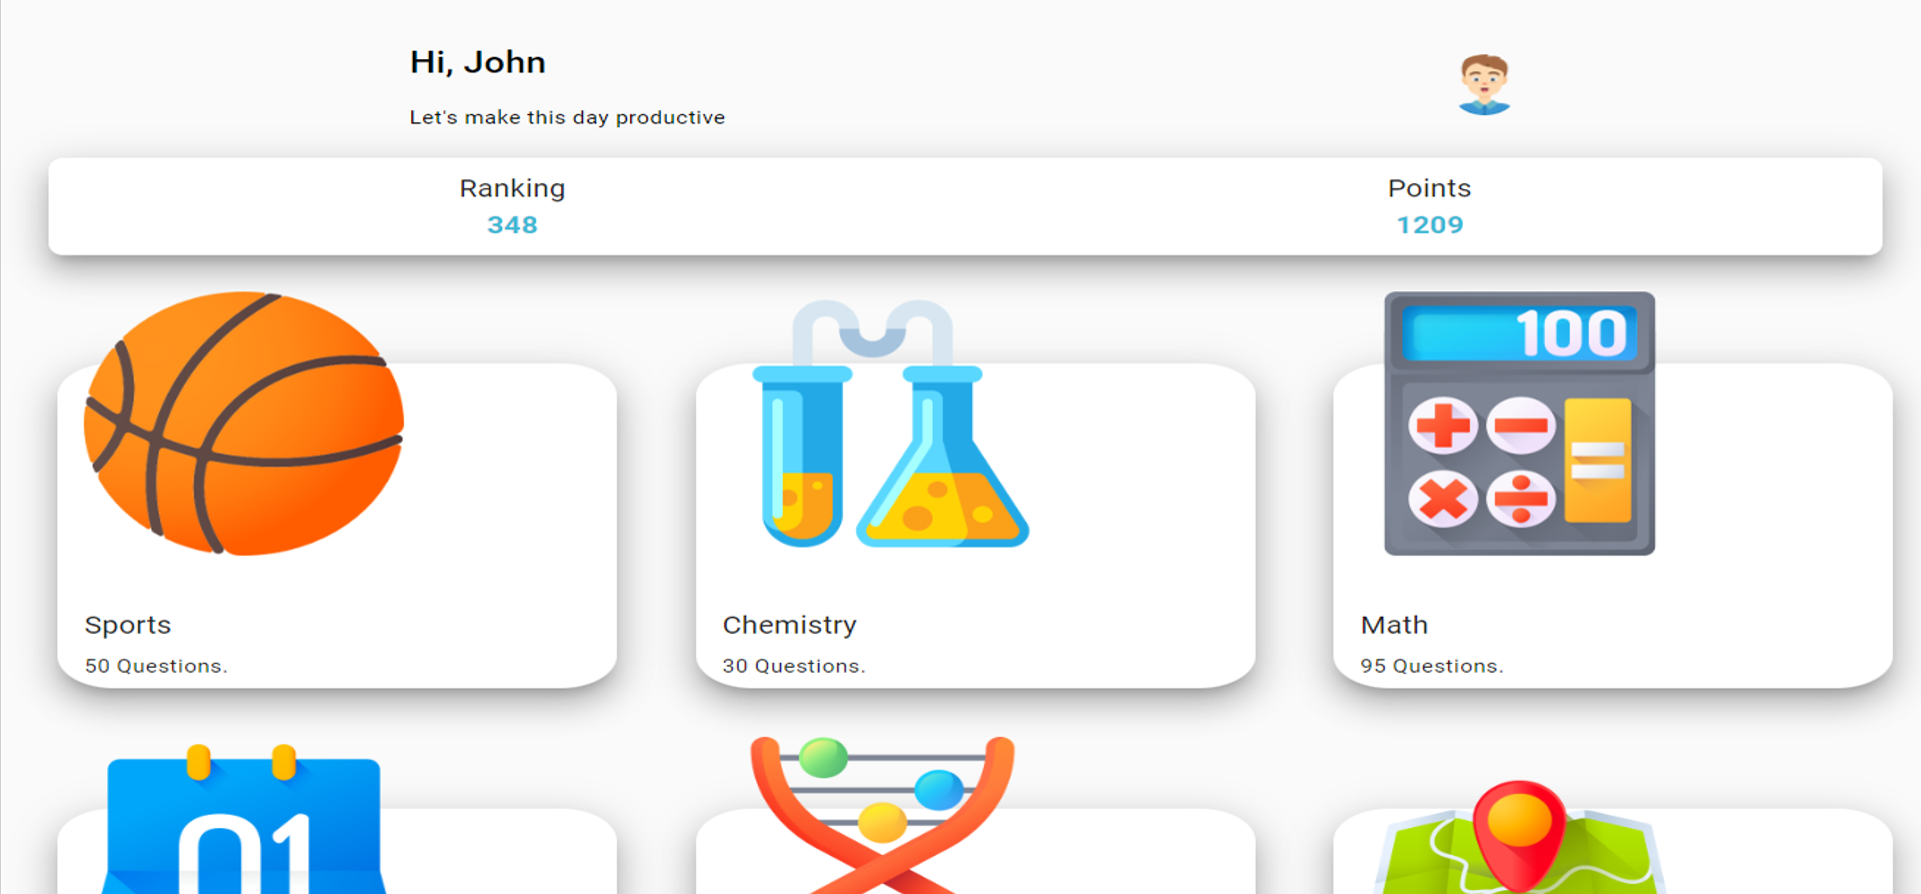 Hi, John
Let's make this day productive
Ranking
348
Points
1209
100
Sports
50 Questions.
Chemistry
30 Questions.
Math
95 Questions.
01